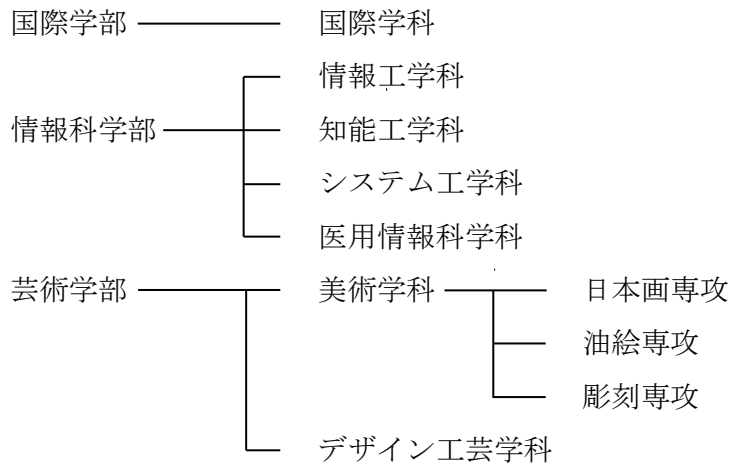 国際学部 国際学科
情報工学科
情報科学部 知能工学科
システム工学科
医用情報科学科
芸術学部 美術学科 日本画専攻
油絵専攻
彫刻専攻
デザイン工芸学科